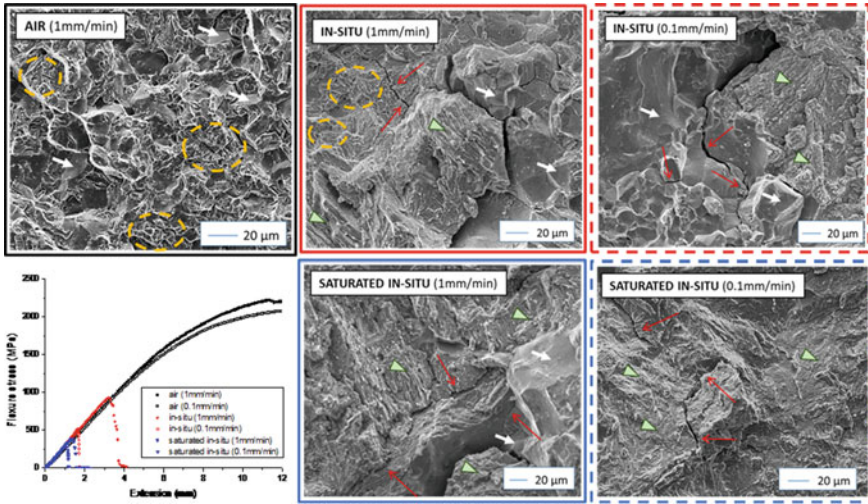 AIR (1mm/min)
20 µm
IN-SITU (1mm/min)
20 µm
IN-SITU (0.1mm/min)
20 µm
2500
2000
1500
1000
500
0
0 2 4 6 8 10 12
Flexure stress (MPa)
Extension (mm)
air (1mm/min)
air (0.1mm/min)
in-situ (1mm/min)
in-situ (0.1mm/min)
saturated in-situ (1mm/min)
saturated in-situ (0.1mm/min)
SATURATED IN-SITU (1mm/min)
20 µm
SATURATED IN-SITU (0.1mm/min)
20 µm